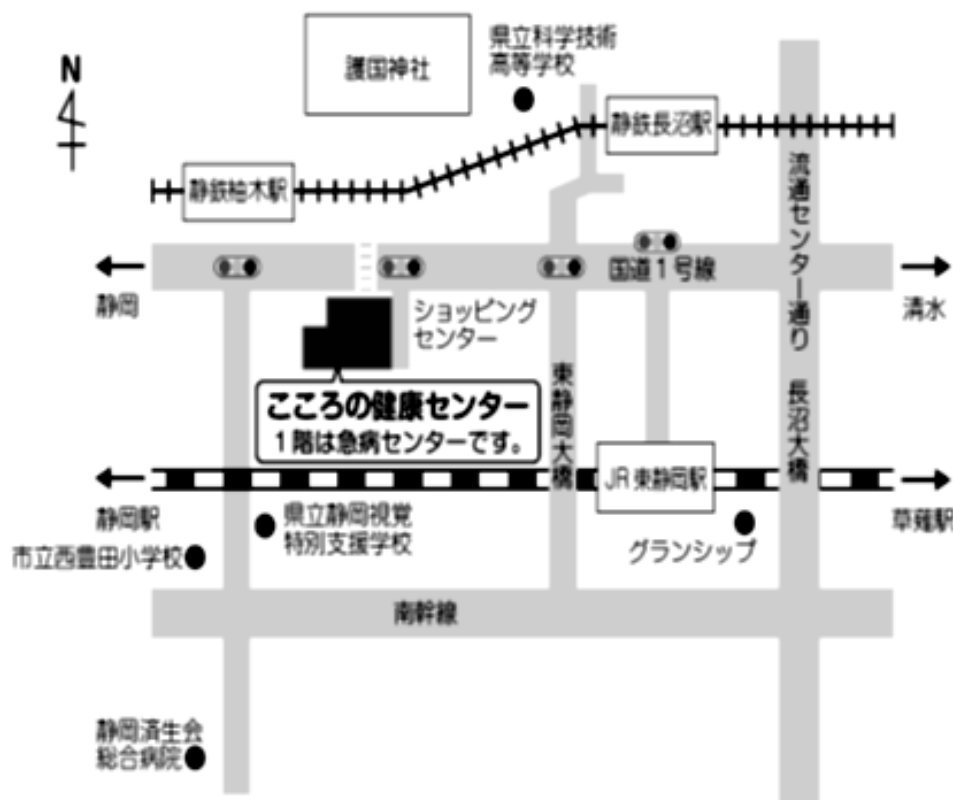 護国神社
県立科学技術
高等学校
N
静鉄長沼駅
静鉄柚木駅
流通センター通り
国道1号線
静岡
清水
ショッピング
センター
東静岡大橋
長沼大橋
こころの健康センター
1階は急病センターです。
JR東静岡駅
静岡駅
草薙駅
県立静岡視覚
特別支援学校
市立西豊田小学校
グランシップ
南幹線
静岡済生会
総合病院